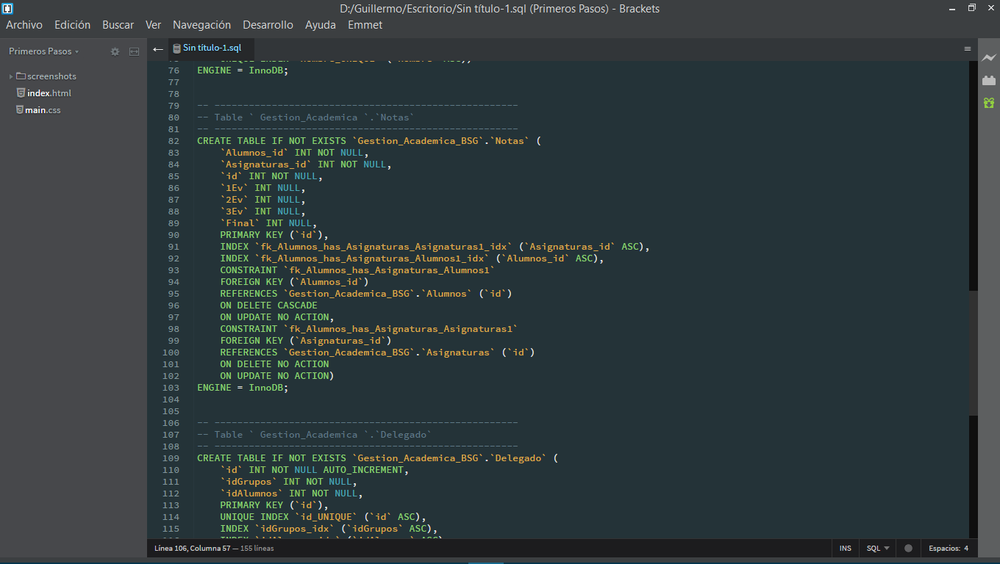 D:/Guillermo/Escritorio/Sin título-1.sql (Primeros Pasos) - Brackets
Archivo Edición Buscar Ver Navegación Desarrollo Ayuda Emmet
Primeros Pasos
screenshots
index.html
main.css
Sin título-1.sql
76 ENGINE = InnoDB;
77
78
79 -- -----------------------------------------------------
80 -- Table ` Gestion_Academica `.`Notas`
81 -- -----------------------------------------------------
82 CREATE TABLE IF NOT EXISTS `Gestion_Academica_BSG`.`Notas` (
83 `Alumnos_id` INT NOT NULL,
84 `Asignaturas_id` INT NOT NULL,
85 `id` INT NOT NULL,
86 `1Ev` INT NULL,
87 `2Ev` INT NULL,
88 `3Ev` INT NULL,
89 `Final` INT NULL,
90 PRIMARY KEY (`id`),
91 INDEX `fk_Alumnos_has_Asignaturas_Asignaturas1_idx` (`Asignaturas_id` ASC),
92 INDEX `fk_Alumnos_has_Asignaturas_Alumnos1_idx` (`Alumnos_id` ASC),
93 CONSTRAINT `fk_Alumnos_has_Asignaturas_Alumnos1`
94 FOREIGN KEY (`Alumnos_id`)
95 REFERENCES `Gestion_Academica_BSG`.`Alumnos` (`id`)
96 ON DELETE CASCADE
97 ON UPDATE NO ACTION,
98 CONSTRAINT `fk_Alumnos_has_Asignaturas_Asignaturas1`
99 FOREIGN KEY (`Asignaturas_id`)
100 REFERENCES `Gestion_Academica_BSG`.`Asignaturas` (`id`)
101 ON DELETE NO ACTION
102 ON UPDATE NO ACTION)
103 ENGINE = InnoDB;
104
105
106 -- -----------------------------------------------------
107 -- Table ` Gestion_Academica `.`Delegado`
108 -- -----------------------------------------------------
109 CREATE TABLE IF NOT EXISTS `Gestion_Academica_BSG`.`Delegado` (
110 `id` INT NOT NULL AUTO_INCREMENT,
111 `idGrupos` INT NOT NULL,
112 `idAlumnos` INT NOT NULL,
113 PRIMARY KEY (`id`),
114 UNIQUE INDEX `id_UNIQUE` (`id` ASC),
115 INDEX `idGrupos_idx` (`idGrupos` ASC),
Línea 106, Columna 57 — 155 líneas
INS SQL Espacios: 4